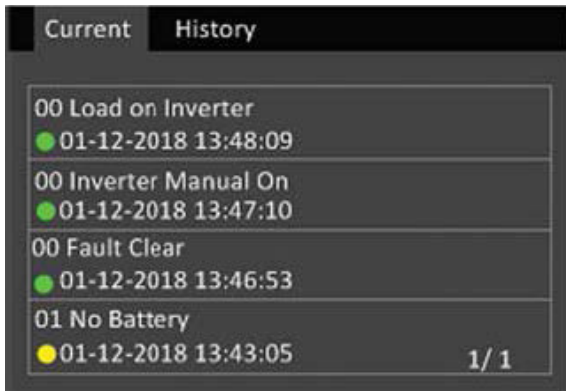 Current History
00 Load on Inverter
01-12-2018 13:48:09
00 Inverter Manual On
01-12-2018 13:47:10
00 Fault Clear
01-12-2018 13:46:53
01 No Battery
01-12-2018 13:43:05 1/ 1